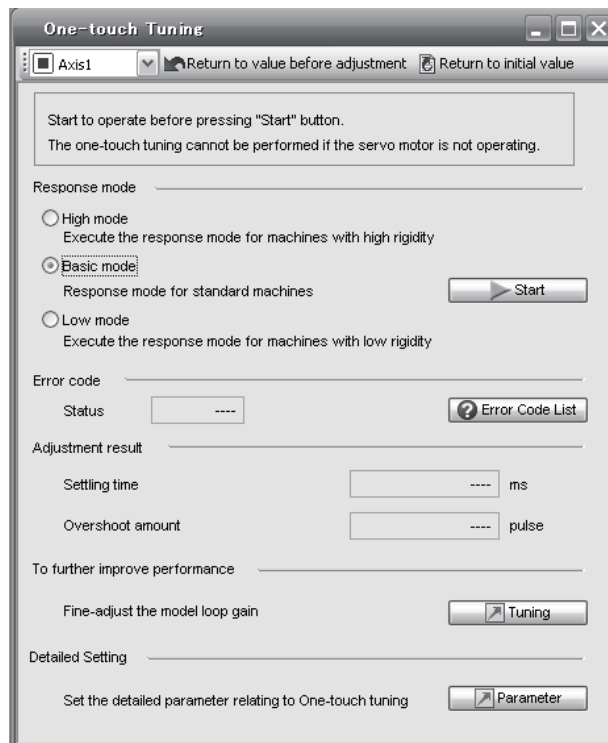 One-touch Tuning
Axis1 Return to value before adjustment Return to initial value
Start to operate before pressing "Start" button.
The one-touch tuning cannot be performed if the servo motor is not operating.
Response mode
High mode
Execute the response mode for machines with high rigidity
Basic mode
Response mode for standard machines
Start
Low mode
Execute the response mode for machines with low rigidity
Error code
Status ---- Error Code List
Adjustment result
Settling time ---- ms
Overshoot amount ---- pulse
To further improve performance
Fine-adjust the model loop gain Tuning
Detailed Setting
Set the detailed parameter relating to One-touch tuning Parameter